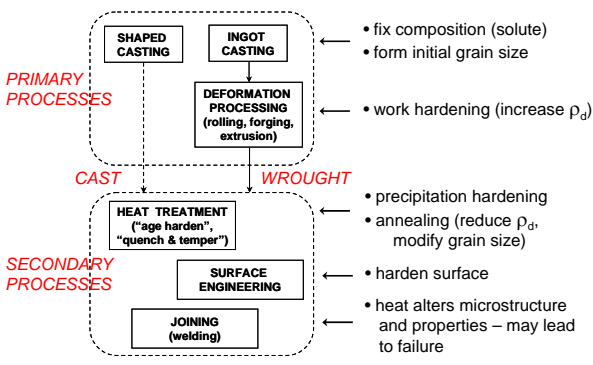 SHAPED
CASTING
INGOT
CASTING
• fix composition (solute)
• form initial grain size
PRIMARY
PROCESSES
DEFORMATION
PROCESSING
(rolling, forging,
extrusion)
• work hardening (increase ρd)
CAST
WROUGHT
HEAT TREATMENT
(“age harden”,
“quench & temper”)
• precipitation hardening
• annealing (reduce ρd,
modify grain size)
SECONDARY
PROCESSES
SURFACE
ENGINEERING
• harden surface
JOINING
(welding)
• heat alters microstructure
and properties – may lead
to failure